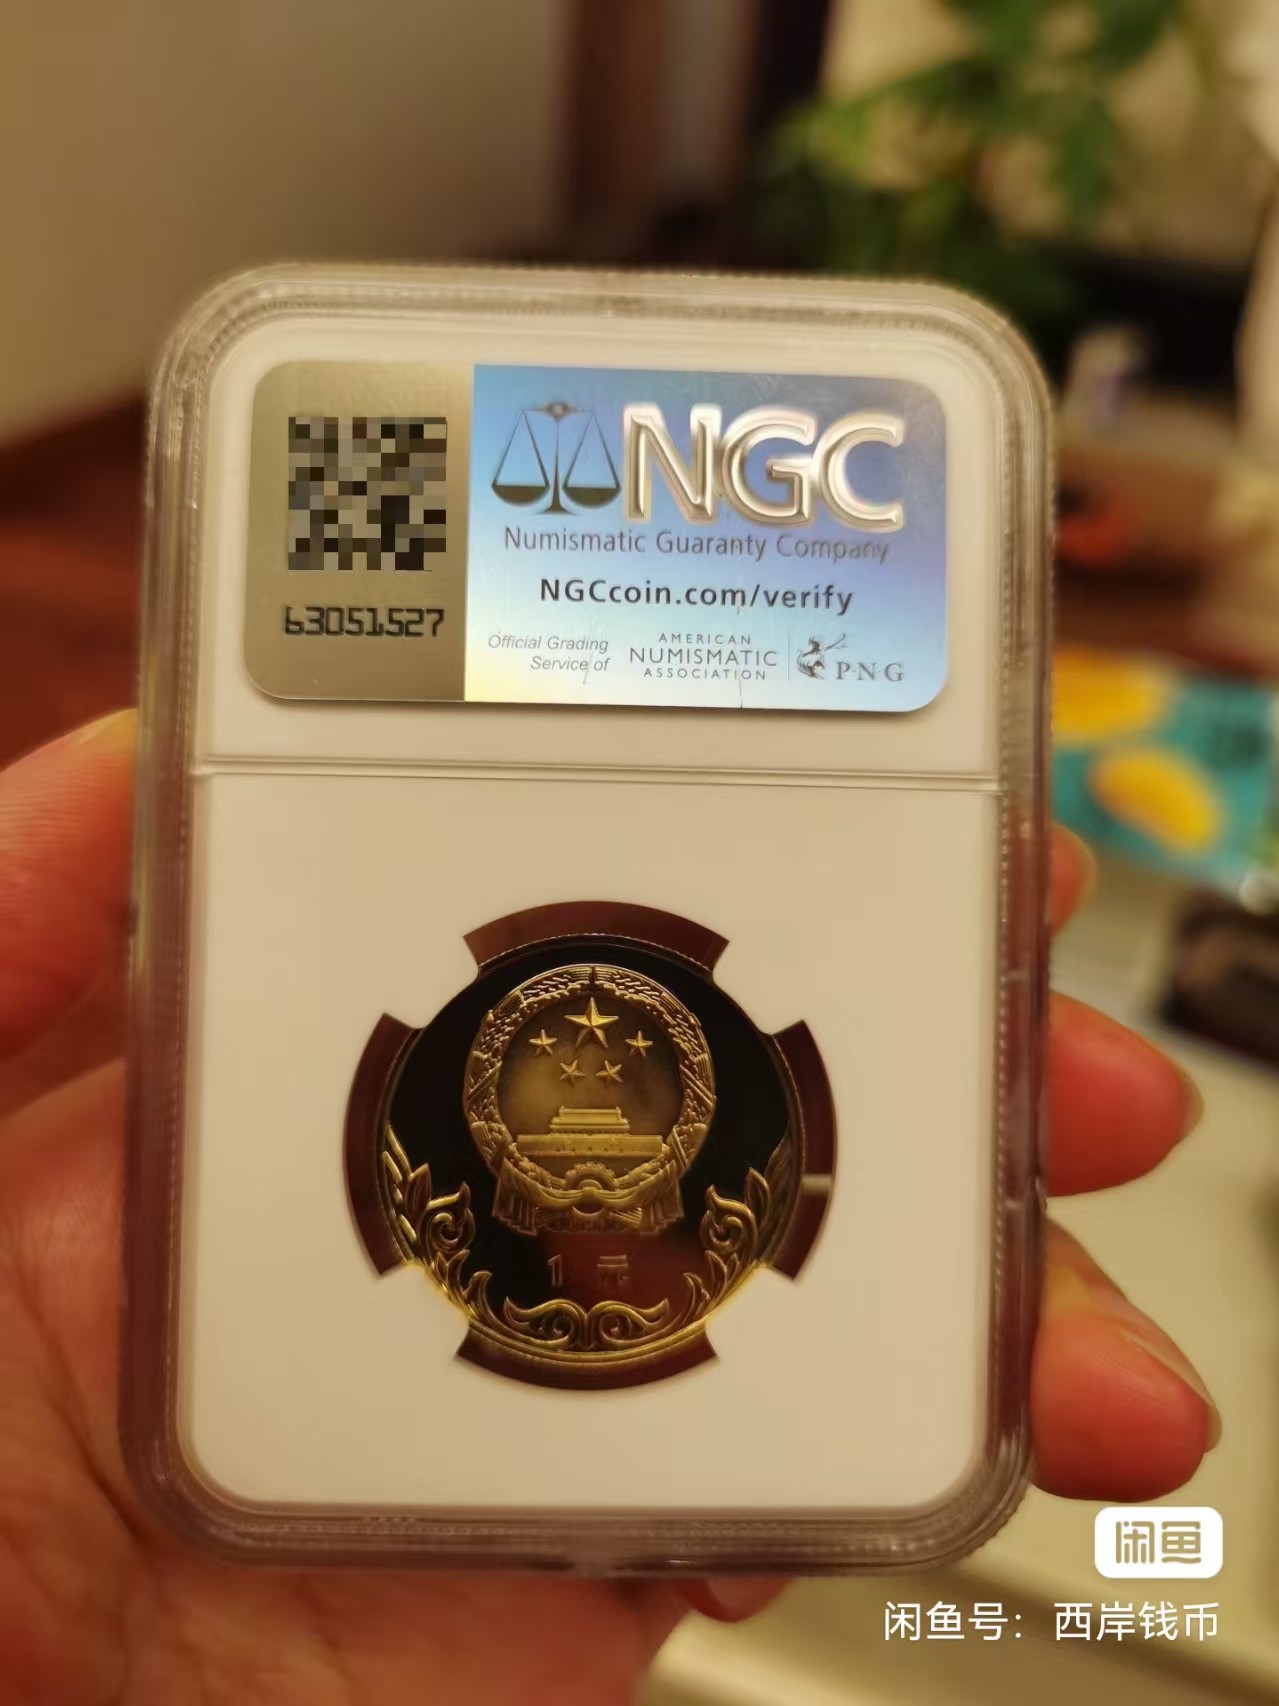 NGC
Numismatic Guaranty Company
NGCcoin.com/verify
63051527
Official Grading
Service of
AMERICAN
NUMISMATIC
ASSOCIATION
P·N·G
1 元
闲鱼
闲鱼号：西岸钱币